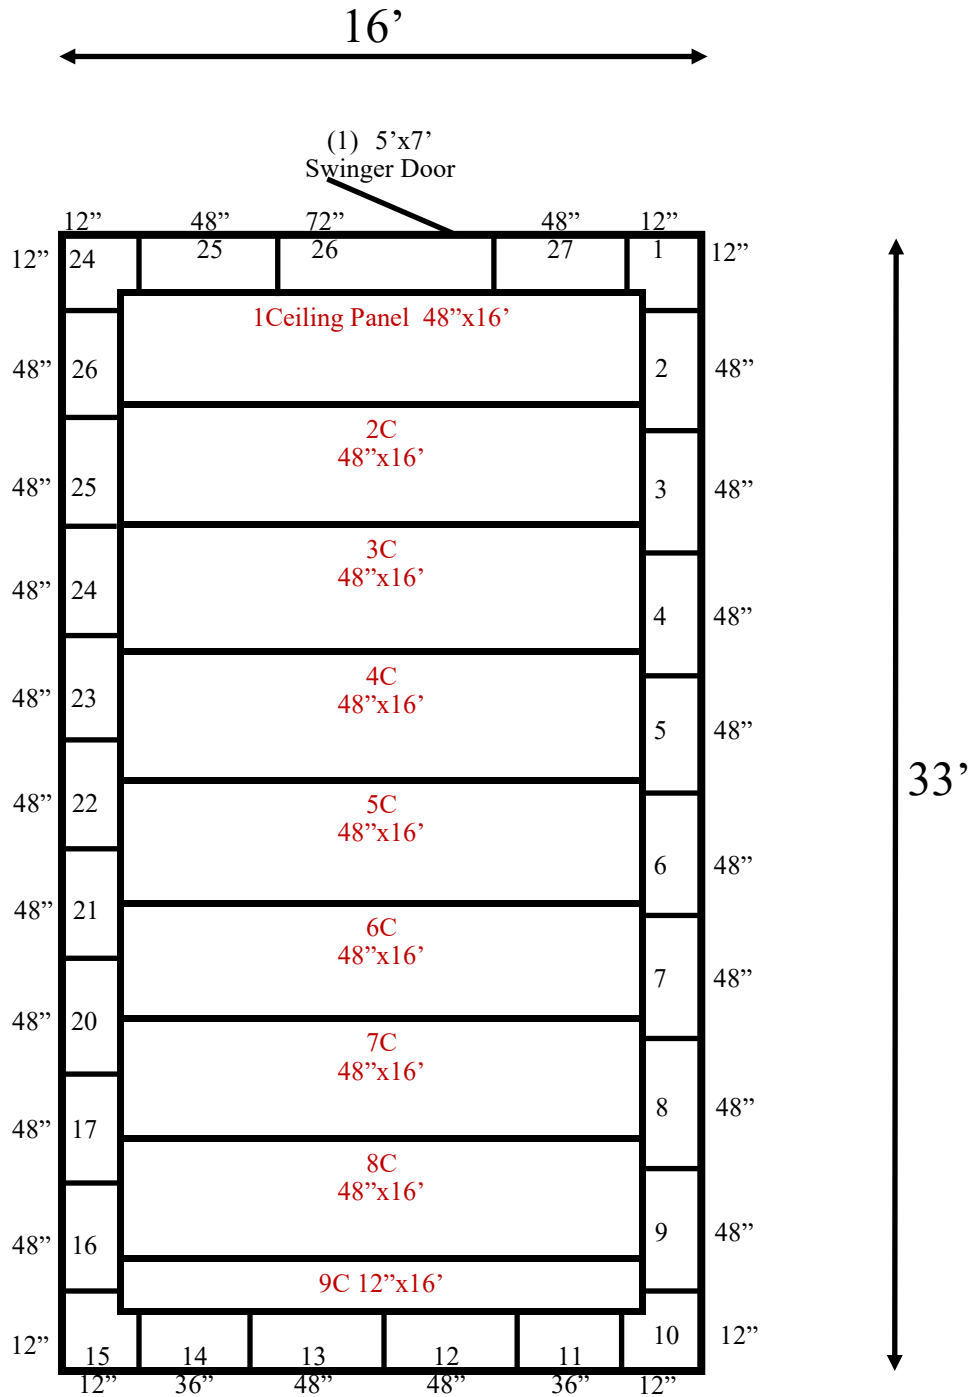 16’
(1) 5’x7’
Swinger Door
12” 48” 72” 48” 12”
12” 24 25 26 27 1 12”
1Ceiling Panel 48”x16’
48” 26 2 48”
2C
48”x16’
48” 25 3 48”
3C
48”x16’
48” 24 4 48”
4C
48”x16’
48” 23 5 48”
33’
5C
48”x16’
48” 22 6 48”
6C
48”x16’
48” 21 7 48”
7C
48”x16’
48” 20 8 48”
48” 17
8C
48”x16’
48” 16 9 48”
9C 12”x16’
12” 15 14 13 12 11 10 12”
12” 36” 48” 48” 36” 12”